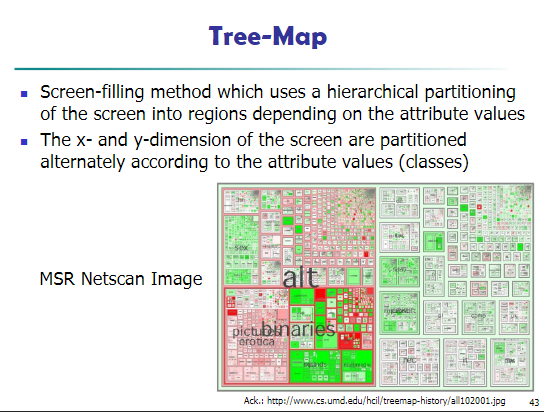 Tree-Map
Screen-filling method which uses a hierarchical partitioning
of the screen into regions depending on the attribute values
The x- and y-dimension of the screen are partitioned
alternately according to the attribute values (classes)
MSR Netscan Image
sex
alt
pictures
binaries
erotica
Ack.: http://www.cs.umd.edu/hcil/treemap-history/all102001.jpg
43